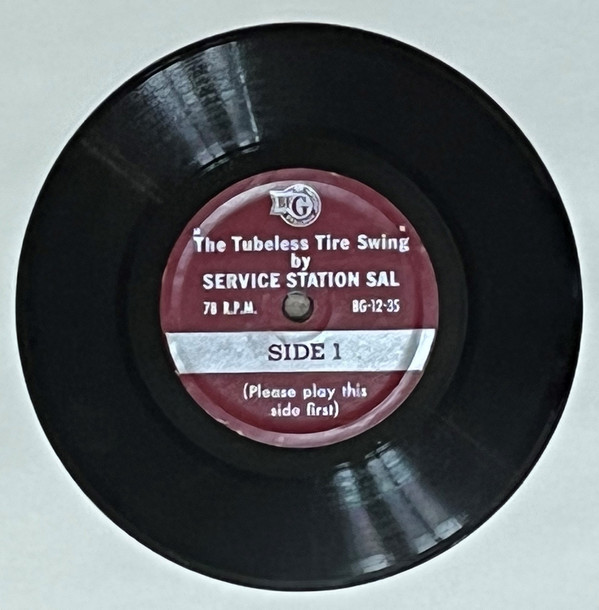 BFG
"The Tubeless Tire Swing"
by
SERVICE STATION SAL
78 R.P.M. BG-12-35
SIDE 1
(Please play this
side first)